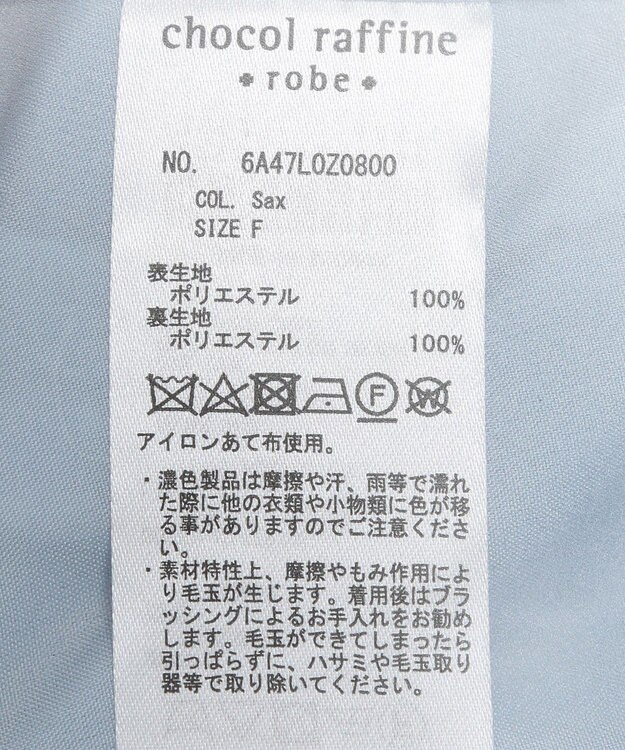 chocol raffine
robe
NO. 6A47L0Z0800
COL. Sax
SIZE F
表生地
ポリエステル 100%
裏生地
ポリエステル 100%
F W
アイロンあて布使用。
・濃色製品は摩擦や汗、雨等で濡れ
た際に他の衣類や小物類に色が移
る事がありますのでご注意くださ
い。
・素材特性上、摩擦やもみ作用によ
り毛玉が生じます。着用後はブラ
ッシングによるお手入れをお勧め
します。毛玉ができてしまったら
引っぱらずに、ハサミや毛玉取り
器等で取り除いてください。